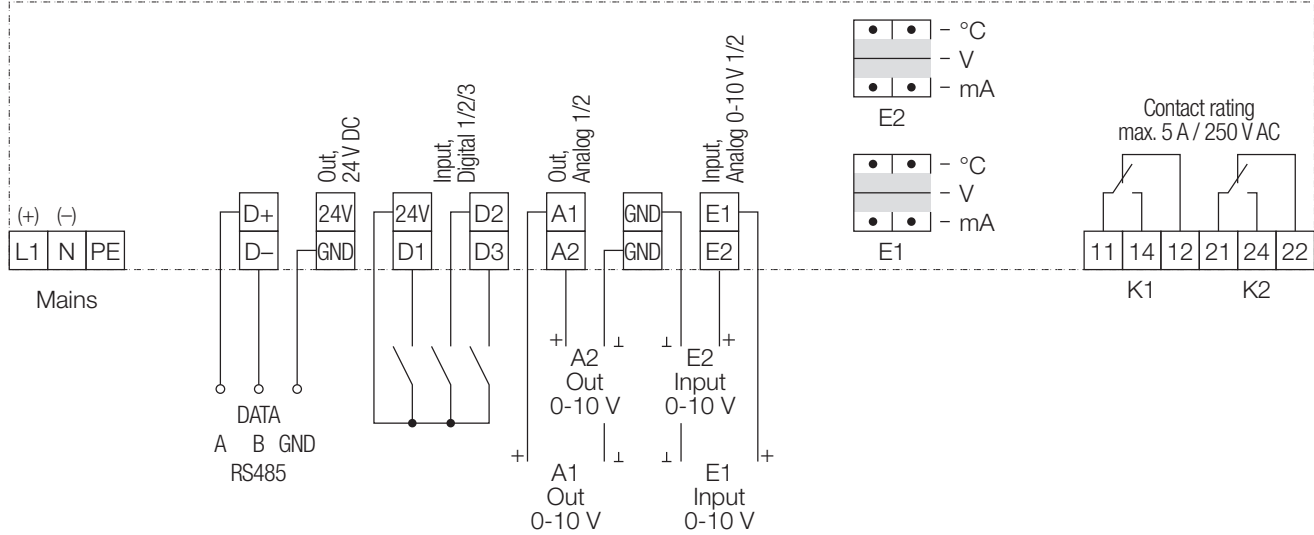 – °C
– V
– mA
E2
– °C
– V
– mA
E1
Contact rating
max. 5 A / 250 V AC
Out,
24 V DC
Input,
Digital 1/2/3
Out,
Analog 1/2
Input,
Analog 0-10 V 1/2
(+) (–)
L1 N PE
Mains
D+ 24V 24V D2 A1 GND E1
D– GND D1 D3 A2 GND E2
11 14 12 21 24 22
K1 K2
+ ⊥ + 
A2
Out
0-10 V
E2
Input
0-10 V
DATA
A B GND
RS485
+ ⊥ ⊥ +
A1
Out
0-10 V
E1
Input
0-10 V